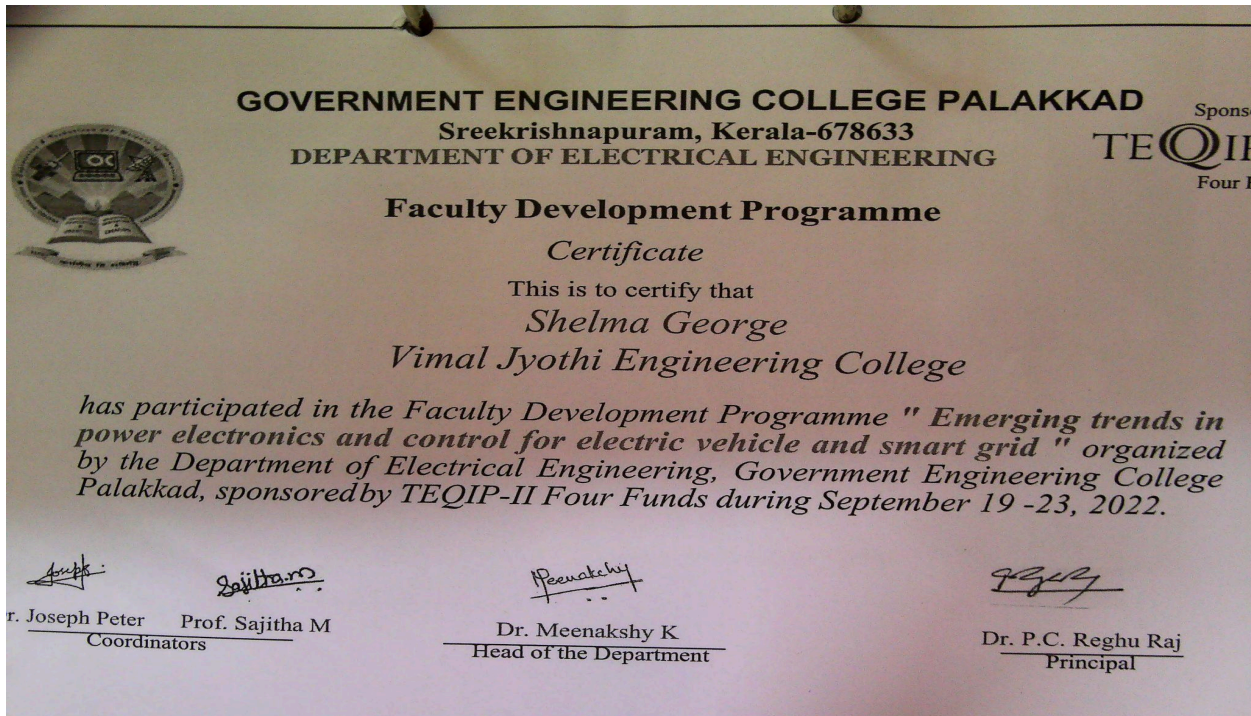 GOVERNMENT ENGINEERING COLLEGE PALAKKAD
Sreekrishnapuram, Kerala-678633
DEPARTMENT OF ELECTRICAL ENGINEERING
Spons
TEQIP
Four F
Faculty Development Programme
Certificate
This is to certify that
Shelma George
Vimal Jyothi Engineering College
has participated in the Faculty Development Programme " Emerging trends in
power electronics and control for electric vehicle and smart grid " organized
by the Department of Electrical Engineering, Government Engineering College
Palakkad, sponsored by TEQIP-II Four Funds during September 19 -23, 2022.
Sajitha.m
Meenakchy
r. Joseph Peter Prof. Sajitha M
Coordinators
Dr. Meenakshy K
Head of the Department
Dr. P.C. Reghu Raj
Principal